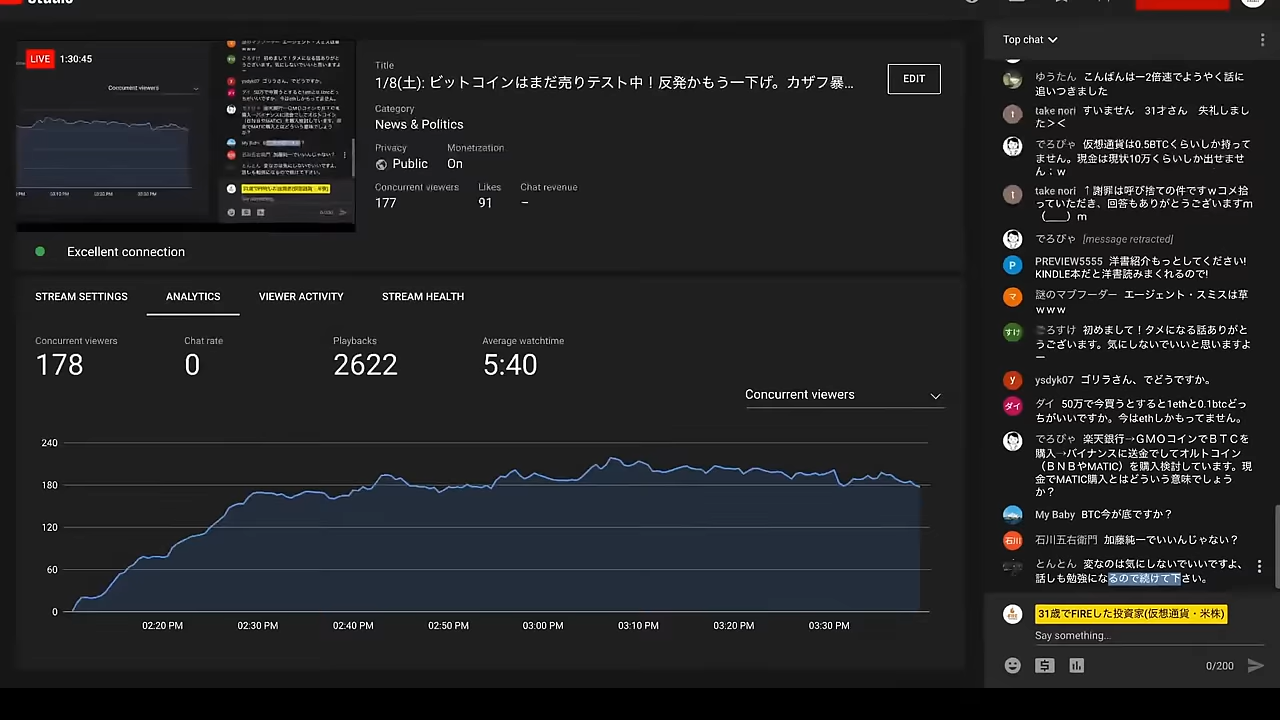 Studio
LIVE 1:30:45
Concurrent viewers
Title
1/8(土): ビットコインはまだ売りテスト中！反発かもう一下げ。カザフ暴…
EDIT
Category
News & Politics
Privacy
Monetization
Public
On
Concurrent viewers
Likes
Chat revenue
177
91
–
Excellent connection
STREAM SETTINGS
ANALYTICS
VIEWER ACTIVITY
STREAM HEALTH
Concurrent viewers
Chat rate
Playbacks
Average watchtime
178
0
2622
5:40
Concurrent viewers
240
180
120
60
0
02:20 PM
02:30 PM
02:40 PM
02:50 PM
03:00 PM
03:10 PM
03:20 PM
03:30 PM
Top chat
ゆうたん こんばんは一2倍速でようやく話に
追いつきました
take nori すいません 31才さん 失礼しまし
た＞＜
でろぴゃ 仮想通貨は0.5BTCくらいしか持って
ません。現金は現状10万くらいしか出せませ
ん；w
take nori ↑謝罪は呼び捨ての件ですwコメ拾
っていただき、回答もありがとうございますm
（___）m
でろぴゃ [message retracted]
PREVIEW5555 洋書紹介もっとしてください!
KINDLE本だと洋書読みまくれるので!
謎のマブフーダー エージェント・スミスは草
ｗｗｗ
ごろすけ 初めまして！タメになる話ありがと
うございます。気にしないでいいと思いますよ
ー
ysdyk07 ゴリラさん、でどうですか。
ダイ 50万で今買うとすると1ethと0.1btcどっ
ちがいいですか。今はethしかもってません。
でろぴゃ 楽天銀行→ＧＭＯコインでＢＴＣを
購入→バイナンスに送金でしてオルトコイン
（ＢＮＢやMATIC）を購入検討しています。現
金でMATIC購入とはどういう意味でしょう
か？
My Baby BTC今が底ですか？
石川五右衛門 加藤純一でいいんじゃない？
とんとん 変なのは気にしないでいいですよ、
話しも勉強になるので続けて下さい。
31歳でFIREした投資家(仮想通貨・米株)
Say something...
0/200